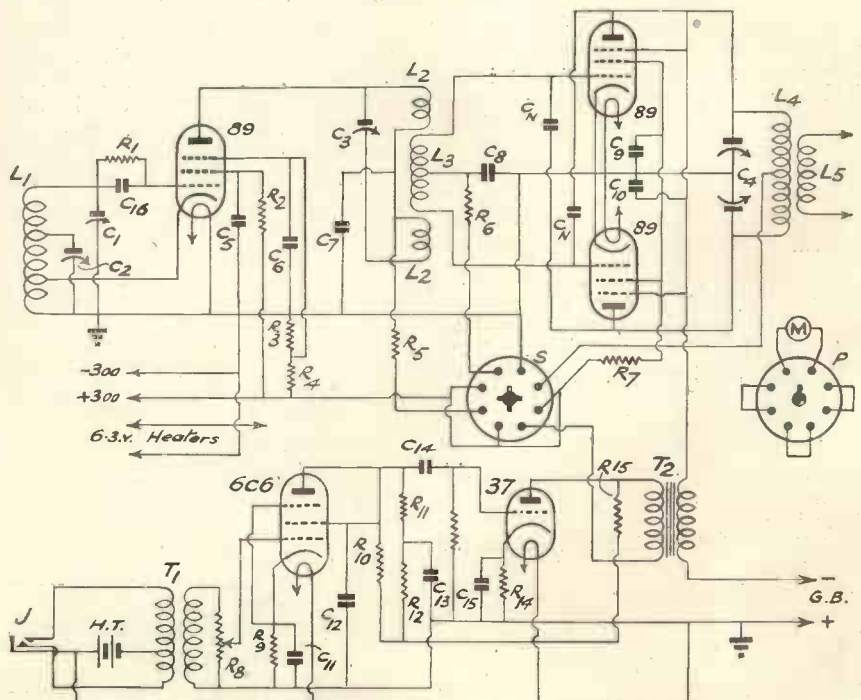 L1
R1
C16
C1
C2
89
C5
R2
C6
R3
R4
-300
+300
6.3.v. Heaters
L2
C3
L3
C7
L2
R5
C8
R6
CN
CN
89
C9
C10
89
C4
L4
L5
S
R7
M
P
J
H.T.
T1
R8
6C6
R9
C11
C12
R10
R11
R12
C13
C14
37
C15
R14
R15
T2
-
G.B.
+